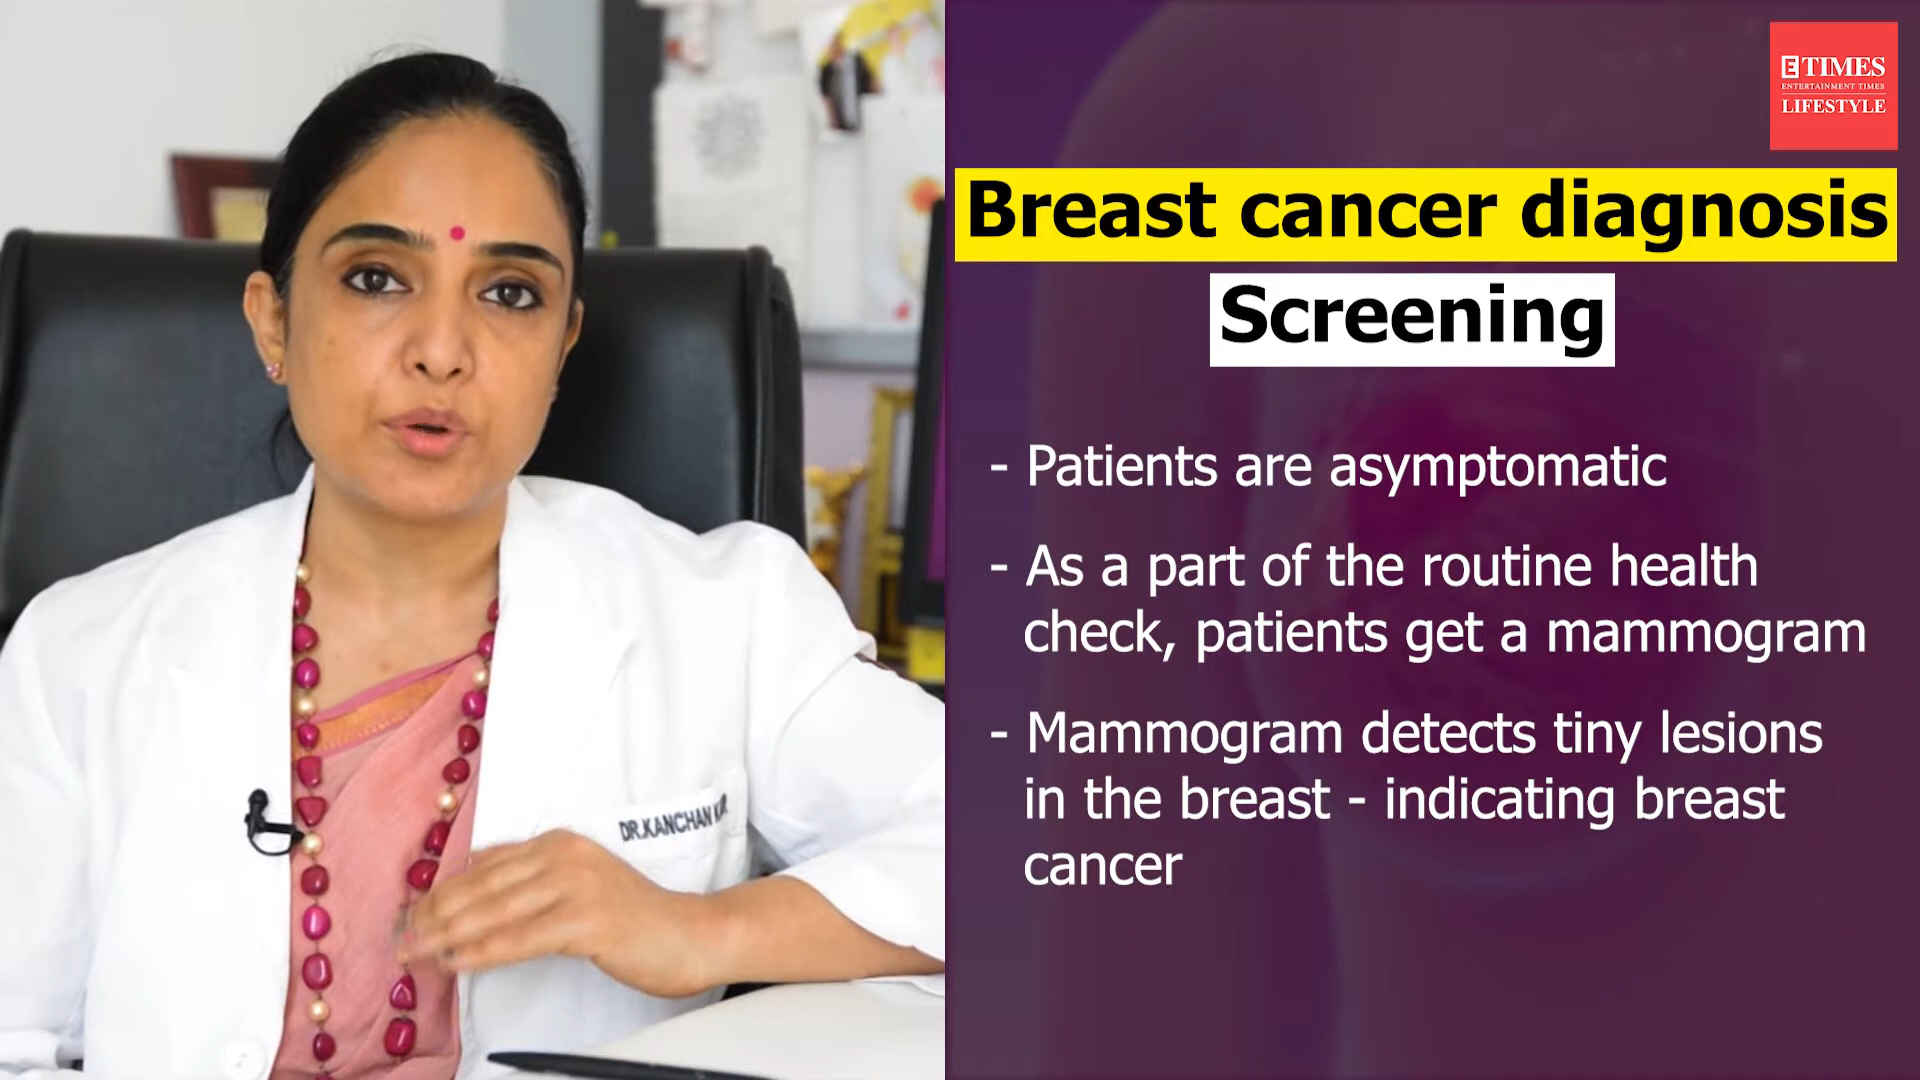 ETIMES
ENTERTAINMENT TIMES
LIFESTYLE
Breast cancer diagnosis
Screening
- Patients are asymptomatic
- As a part of the routine health
check, patients get a mammogram
- Mammogram detects tiny lesions
in the breast - indicating breast
cancer
DR.KANCHAN